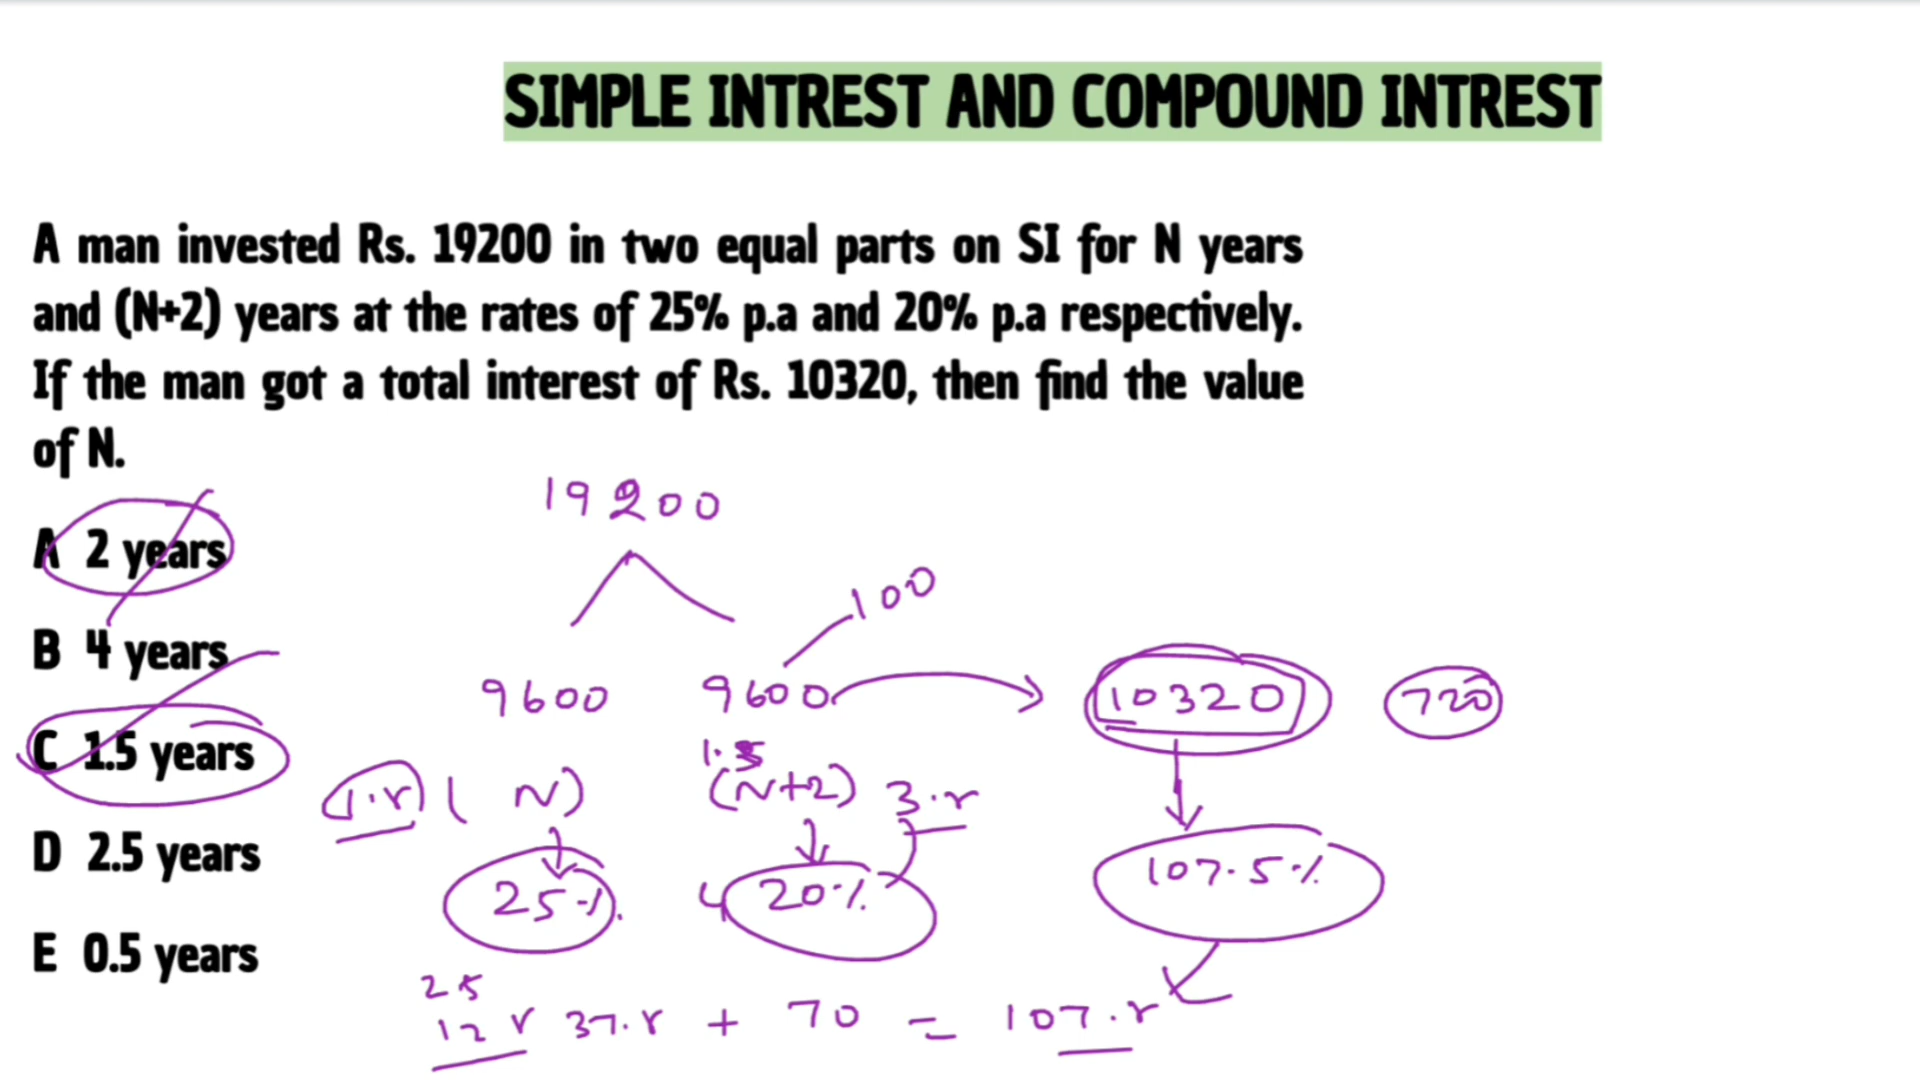 SIMPLE INTREST AND COMPOUND INTREST
A man invested Rs. 19200 in two equal parts on SI for N years
and (N+2) years at the rates of 25% p.a and 20% p.a respectively.
If the man got a total interest of Rs. 10320, then find the value
of N.
19200
A 2 years
100
B 4 years
9600 9600 10320 720
C 1.5 years
1.5
1.r ( N) (N+2) 3.r
D 2.5 years
25% 20% 107.5%
E 0.5 years
25
12 r 37.r + 70 = 107.r